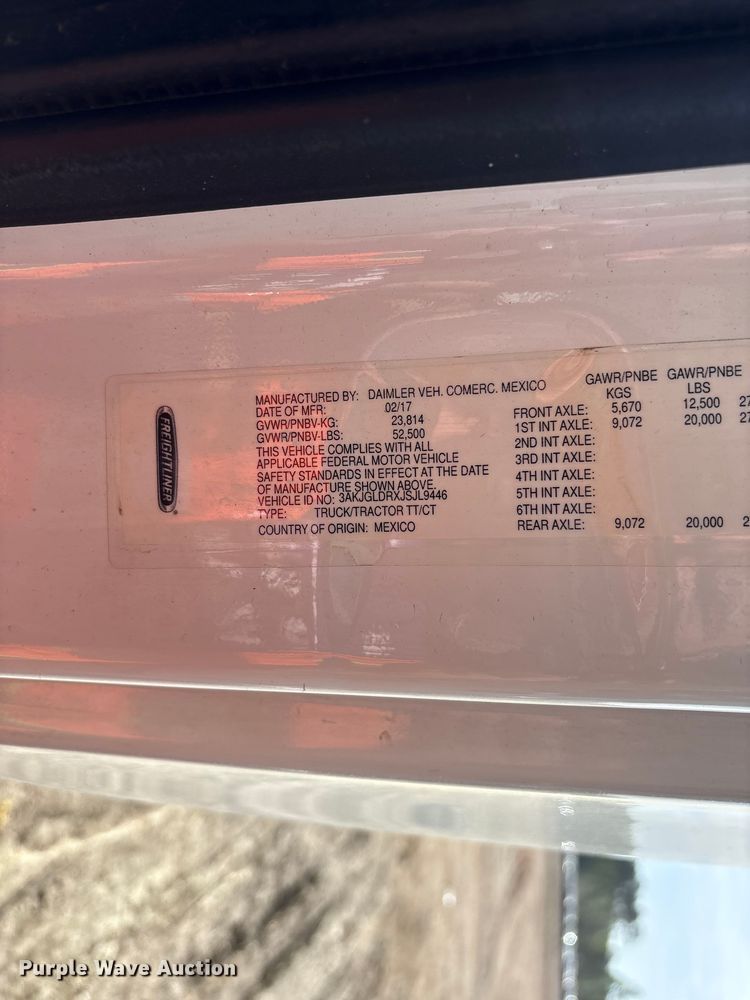 FREIGHTLINER
MANUFACTURED BY: DAIMLER VEH. COMERC. MEXICO
DATE OF MFR: 02/17
GVWR/PNBV-KG: 23,814
GVWR/PNBV-LBS: 52,500
THIS VEHICLE COMPLIES WITH ALL
APPLICABLE FEDERAL MOTOR VEHICLE
SAFETY STANDARDS IN EFFECT AT THE DATE
OF MANUFACTURE SHOWN ABOVE.
VEHICLE ID NO: 3AKJGLDRXJSJL9446
TYPE: TRUCK/TRACTOR TT/CT
COUNTRY OF ORIGIN: MEXICO
GAWR/PNBE GAWR/PNBE
KGS LBS
FRONT AXLE: 5,670 12,500 27
1ST INT AXLE: 9,072 20,000 27
2ND INT AXLE:
3RD INT AXLE:
4TH INT AXLE:
5TH INT AXLE:
6TH INT AXLE:
REAR AXLE: 9,072 20,000 2
Purple Wave Auction